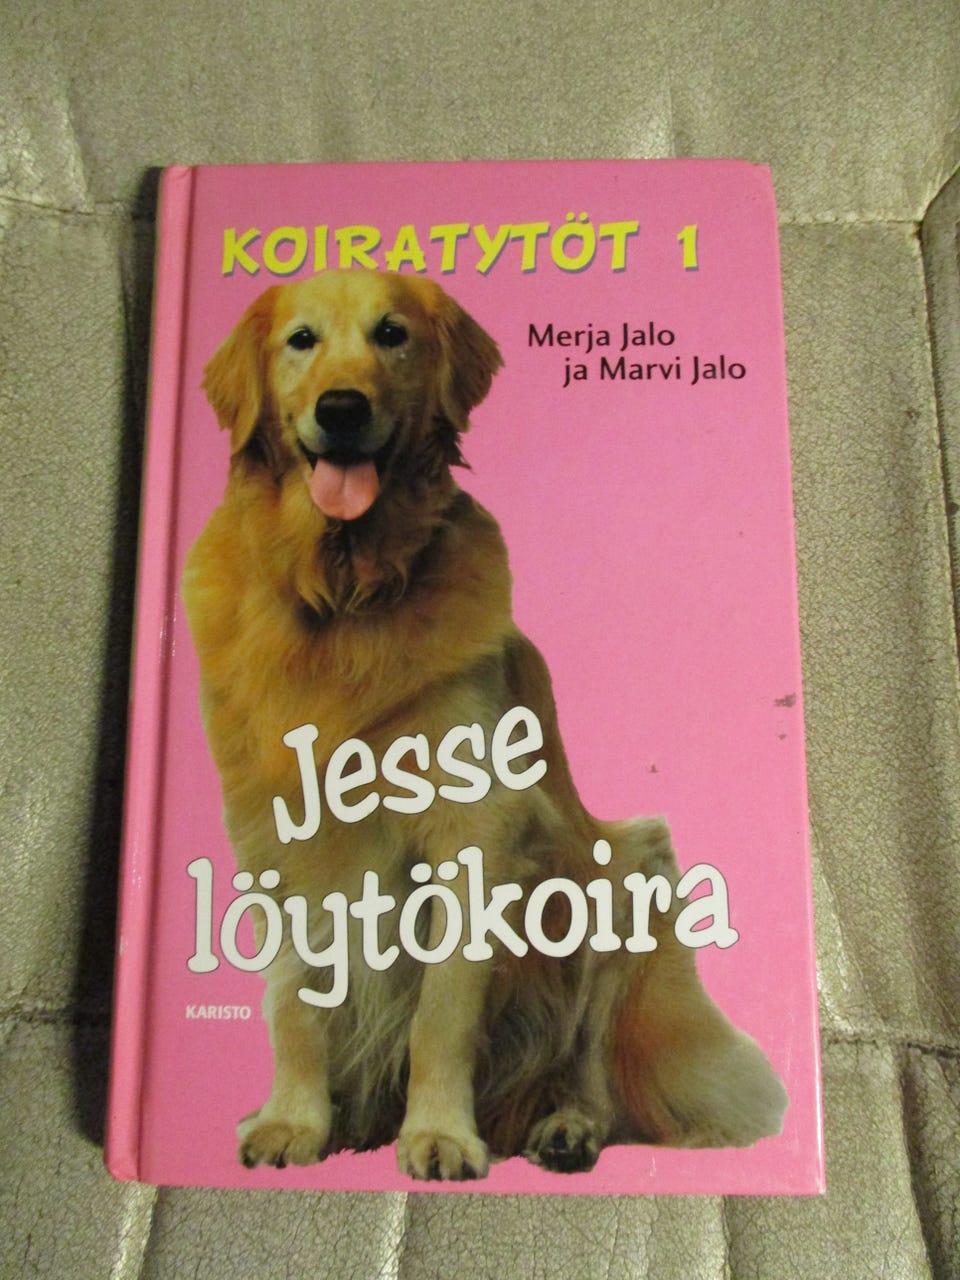 KOIRATYTÖT 1
Merja Jalo
ja Marvi Jalo
Jesse
löytökoira
KARISTO